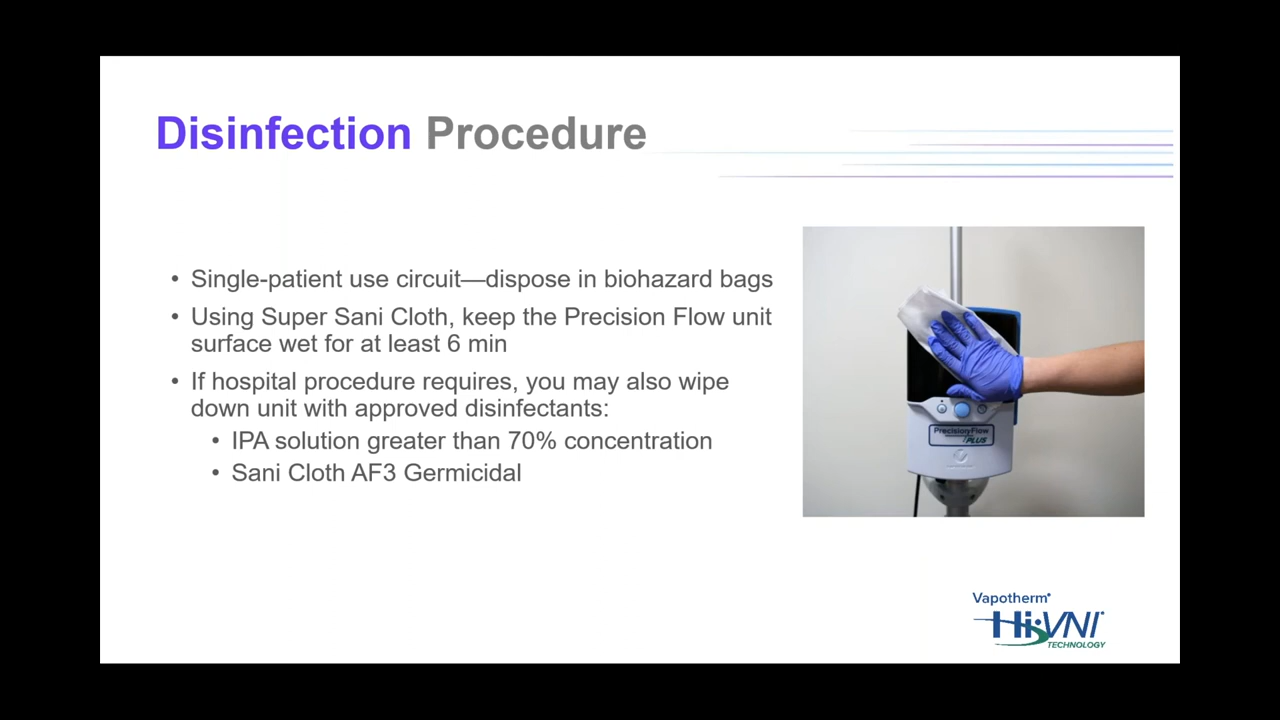 Disinfection Procedure
• Single-patient use circuit—dispose in biohazard bags
• Using Super Sani Cloth, keep the Precision Flow unit
surface wet for at least 6 min
• If hospital procedure requires, you may also wipe
down unit with approved disinfectants:
• IPA solution greater than 70% concentration
• Sani Cloth AF3 Germicidal
PrecisionFlow
PLUS
Vapotherm®
Hi-VNI®
TECHNOLOGY